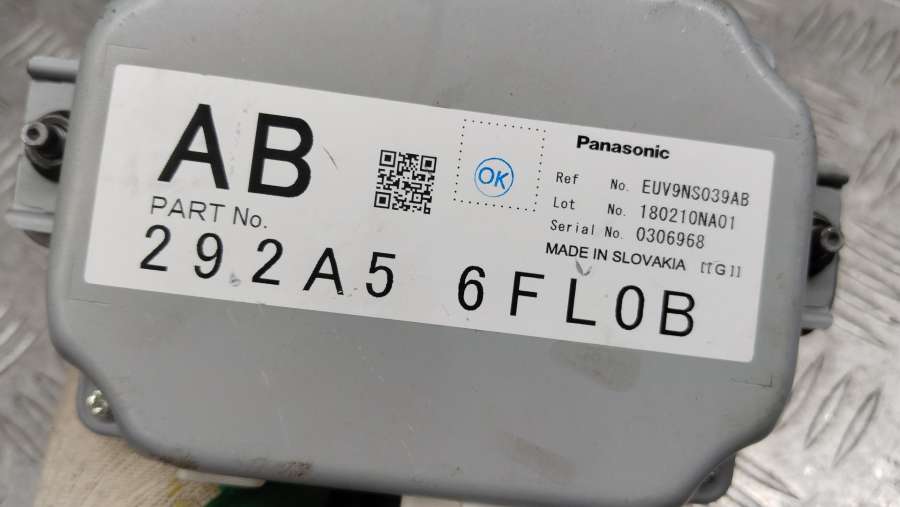 AB
PART No.
292A5 6FL0B
OK
Panasonic
Ref No. EUV9NS039AB
Lot No. 180210NA01
Serial No. 0306968
MADE IN SLOVAKIA